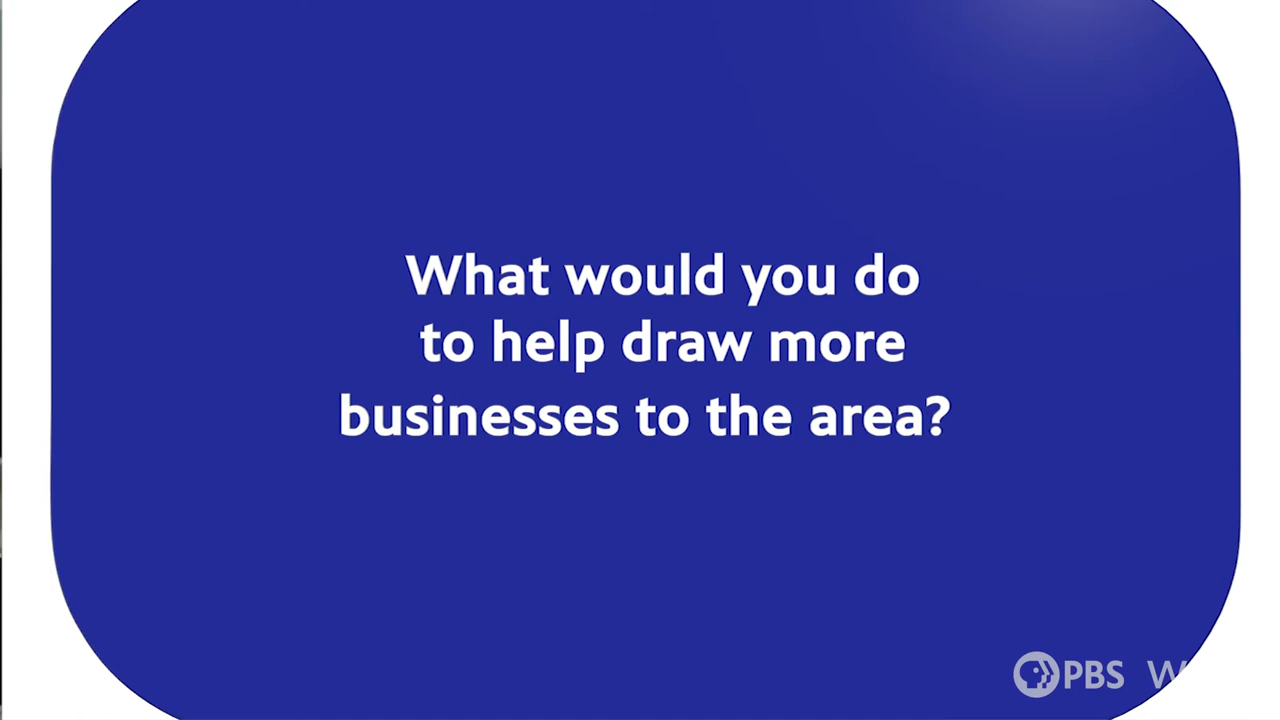 What would you do
to help draw more
businesses to the area?
PBS